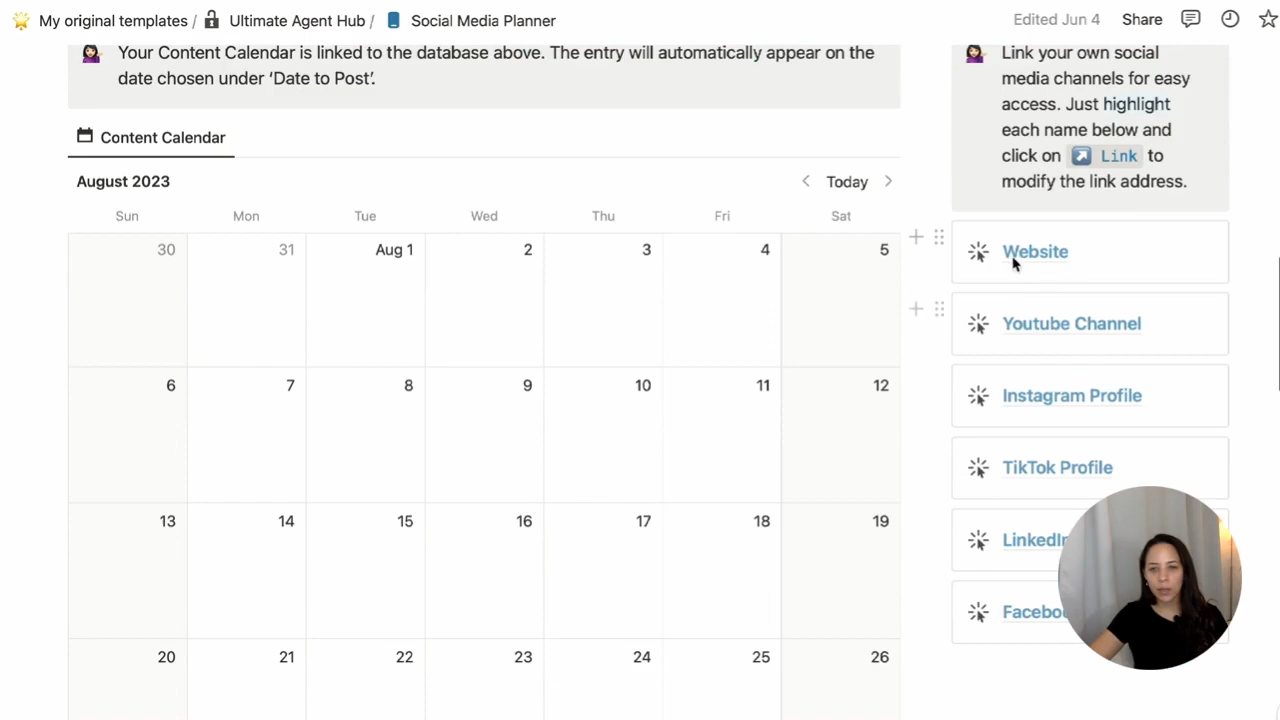 My original templates / Ultimate Agent Hub / Social Media Planner
Edited Jun 4 Share
Your Content Calendar is linked to the database above. The entry will automatically appear on the
date chosen under ‘Date to Post’.
Content Calendar
August 2023
Today
Sun Mon Tue Wed Thu Fri Sat
30 31 Aug 1 2 3 4 5
6 7 8 9 10 11 12
13 14 15 16 17 18 19
20 21 22 23 24 25 26
Link your own social
media channels for easy
access. Just highlight
each name below and
click on Link to
modify the link address.
Website
Youtube Channel
Instagram Profile
TikTok Profile